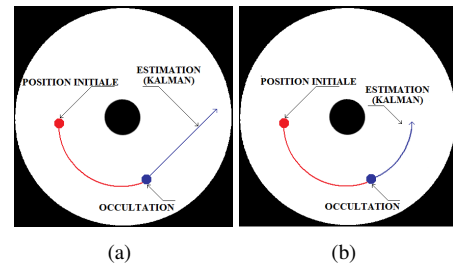 ESTIMATION
(KALMAN)
POSITION INITIALE
OCCULTATION
POSITION INITIALE
ESTIMATION
(KALMAN)
OCCULTATION
(a)
(b)